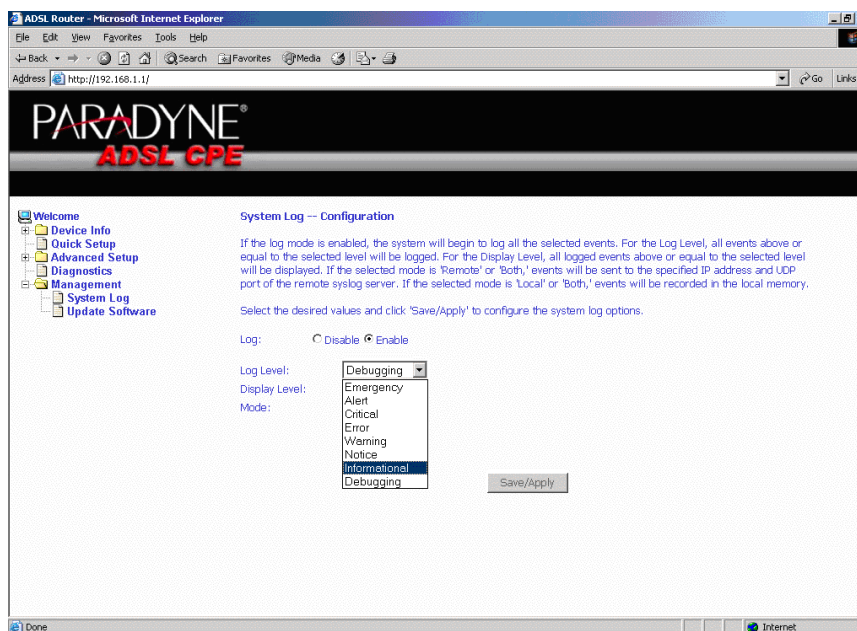 ADSL Router - Microsoft Internet Explorer
File Edit View Favorites Tools Help
Back Search Favorites Media
Address http://192.168.1.1/ Go Links
PARADYNE®
ADSL CPE
Welcome
Device Info
Quick Setup
Advanced Setup
Diagnostics
Management
System Log
Update Software
System Log -- Configuration
If the log mode is enabled, the system will begin to log all the selected events. For the Log Level, all events above or
equal to the selected level will be logged. For the Display Level, all logged events above or equal to the selected level
will be displayed. If the selected mode is 'Remote' or 'Both,' events will be sent to the specified IP address and UDP
port of the remote syslog server. If the selected mode is 'Local' or 'Both,' events will be recorded in the local memory.
Select the desired values and click 'Save/Apply' to configure the system log options.
Log: Disable Enable
Log Level: Debugging
Display Level:
Mode:
Emergency
Alert
Critical
Error
Warning
Notice
Informational
Debugging
Save/Apply
Done Internet